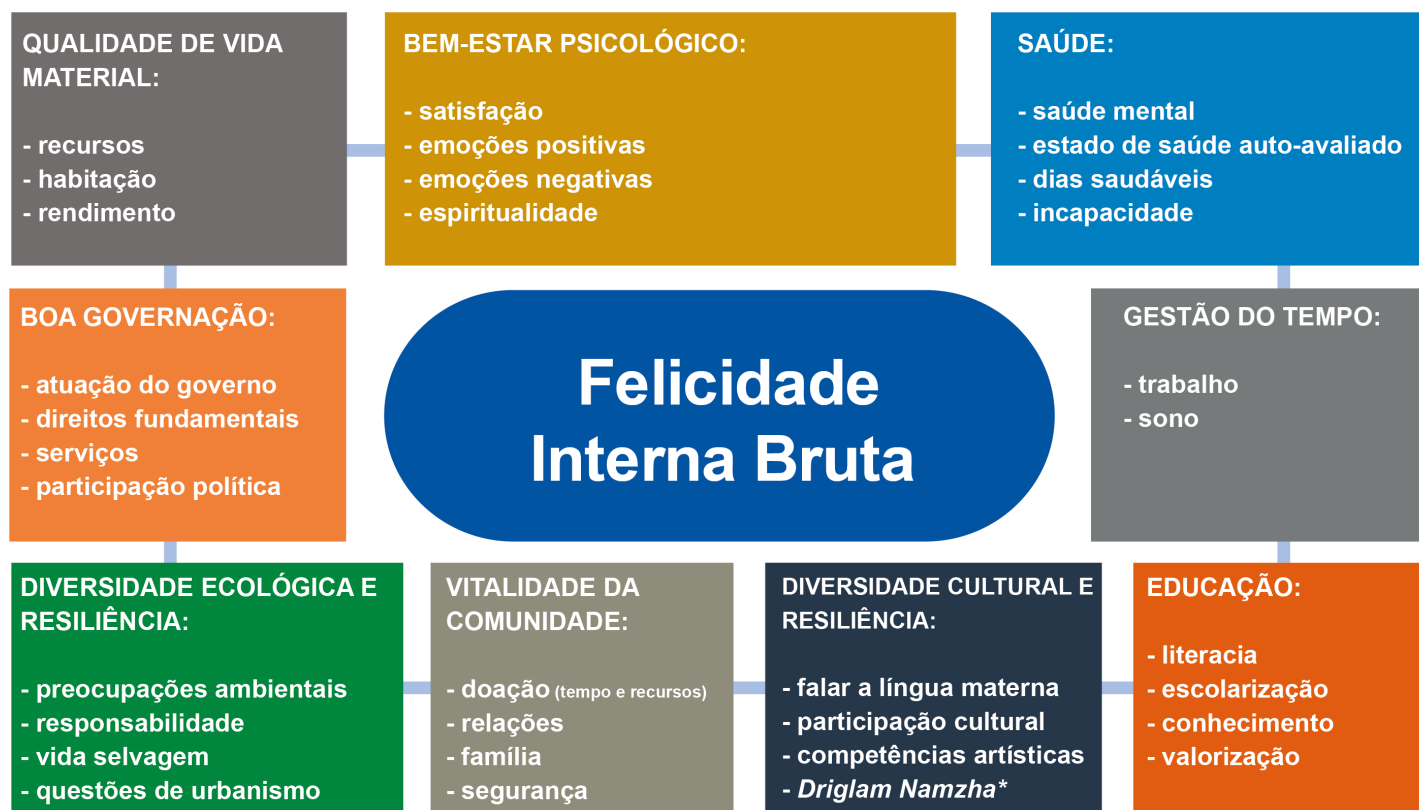 QUALIDADE DE VIDA
MATERIAL:
- recursos
- habitação
- rendimento
BEM-ESTAR PSICOLÓGICO:
- satisfação
- emoções positivas
- emoções negativas
- espiritualidade
SAÚDE:
- saúde mental
- estado de saúde auto-avaliado
- dias saudáveis
- incapacidade
BOA GOVERNAÇÃO:
- atuação do governo
- direitos fundamentais
- serviços
- participação política
Felicidade
Interna Bruta
GESTÃO DO TEMPO:
- trabalho
- sono
DIVERSIDADE ECOLÓGICA E
RESILIÊNCIA:
- preocupações ambientais
- responsabilidade
- vida selvagem
- questões de urbanismo
VITALIDADE DA
COMUNIDADE:
- doação (tempo e recursos)
- relações
- família
- segurança
DIVERSIDADE CULTURAL E
RESILIÊNCIA:
- falar a língua materna
- participação cultural
- competências artísticas
- Driglam Namzha*
EDUCAÇÃO:
- literacia
- escolarização
- conhecimento
- valorização